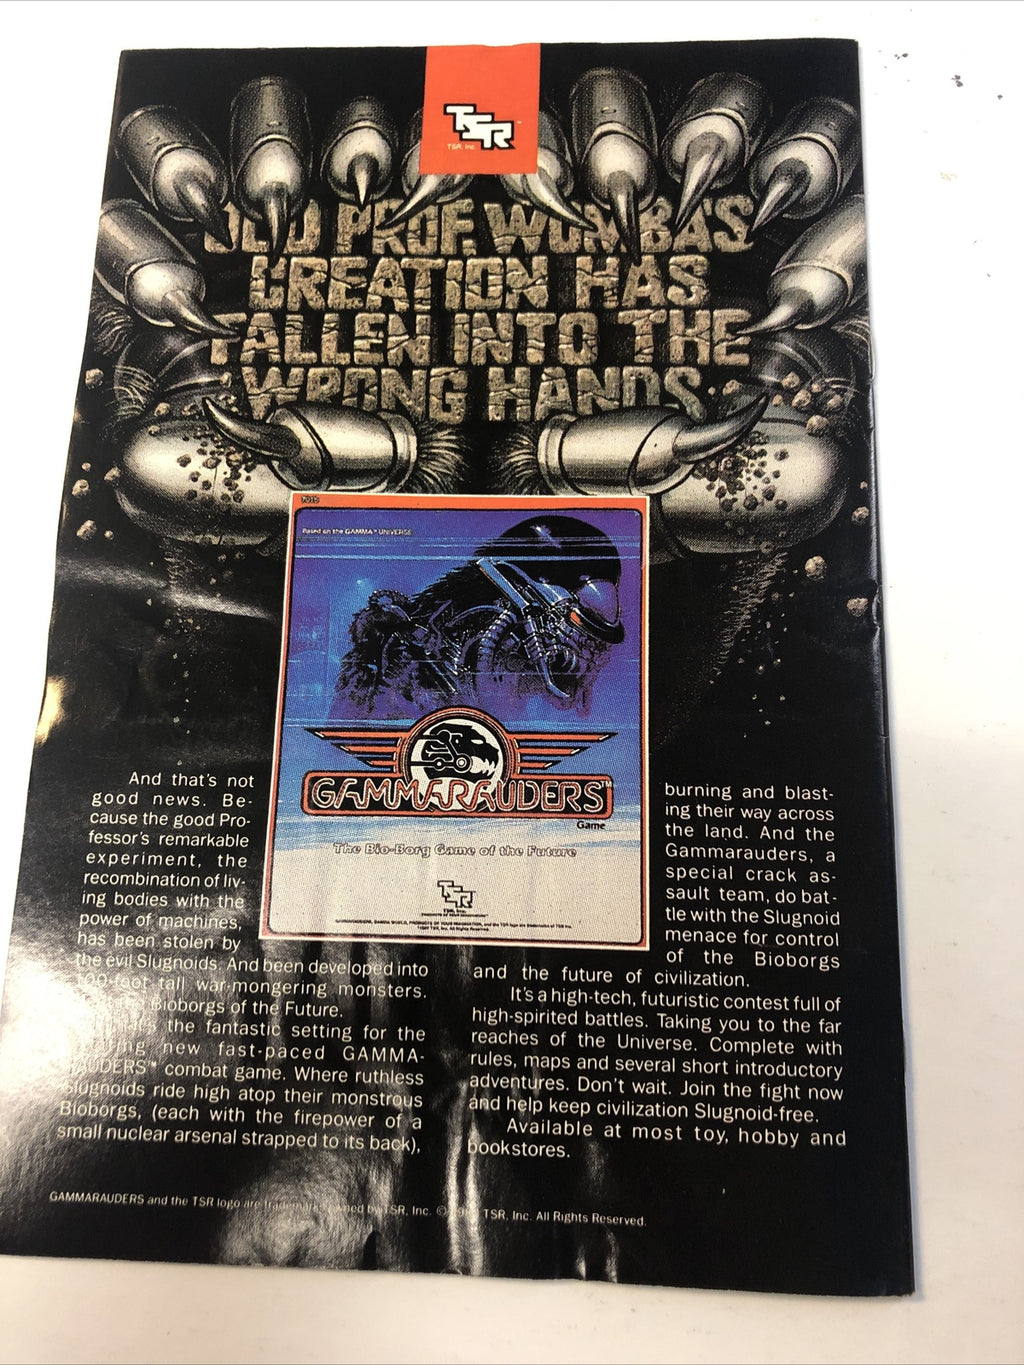 TSR
TSR, Inc.
OLD PROF. WOMBA'S
CREATION HAS
FALLEN INTO THE
WRONG HANDS.
7015
Based on the GAMMA™ UNIVERSE
GAMMARAUDERS™
Game
The Bio-Borg Game of the Future
TSR
TSR, Inc.
PRODUCTS OF YOUR IMAGINATION™
And that's not
good news. Be-
cause the good Pro-
fessor's remarkable
experiment, the
recombination of liv-
ing bodies with the
power of machines,
has been stolen by
the evil Slugnoids. And been developed into
100-foot tall war-mongering monsters.
Bioborgs of the Future.
the fantastic setting for the
new fast-paced GAMMA-
RAUDERS™ combat game. Where ruthless
Slugnoids ride high atop their monstrous
Bioborgs, (each with the firepower of a
small nuclear arsenal strapped to its back),
burning and blast-
ing their way across
the land. And the
Gammarauders, a
special crack as-
sault team, do bat-
tle with the Slugnoid
menace for control
of the Bioborgs
and the future of civilization.
It's a high-tech, futuristic contest full of
high-spirited battles. Taking you to the far
reaches of the Universe. Complete with
rules, maps and several short introductory
adventures. Don't wait. Join the fight now
and help keep civilization Slugnoid-free.
Available at most toy, hobby and
bookstores.
GAMMARAUDERS and the TSR logo are trademarks owned by TSR, Inc. © TSR, Inc. All Rights Reserved.